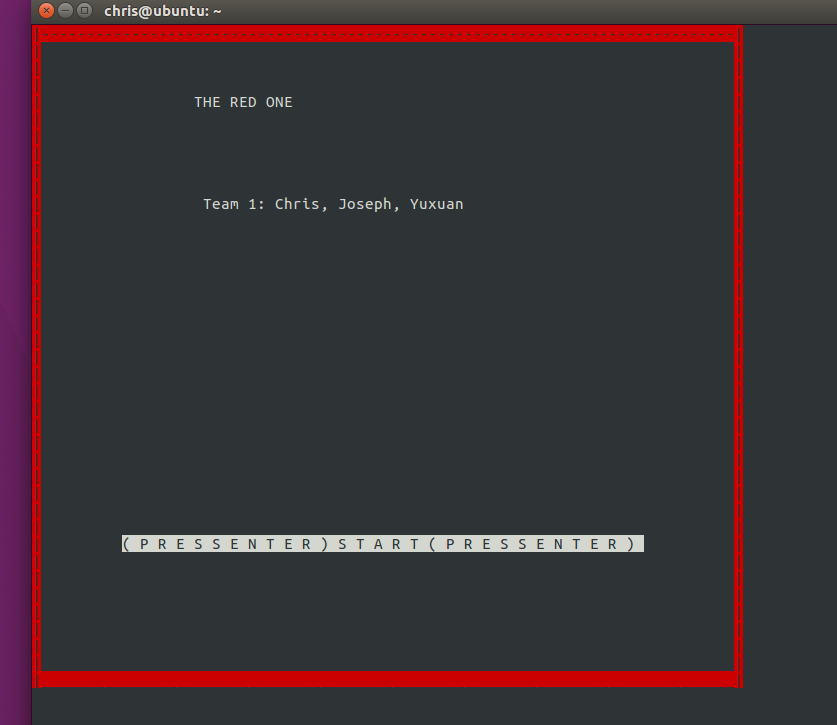 chris@ubuntu: ~
THE RED ONE
Team 1: Chris, Joseph, Yuxuan
( P R E S S E N T E R ) S T A R T ( P R E S S E N T E R )